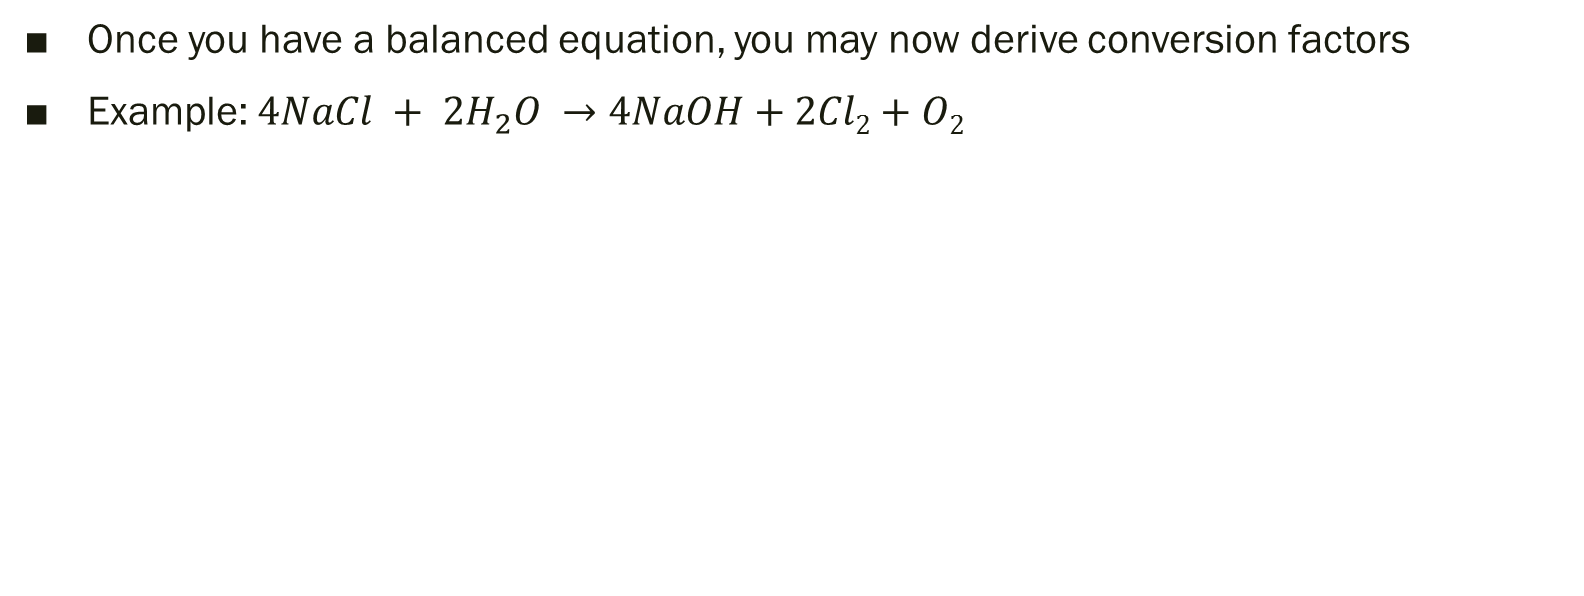 ■ Once you have a balanced equation, you may now derive conversion factors
■ Example: 4NaCl + 2H₂O → 4NaOH + 2Cl₂ + O₂